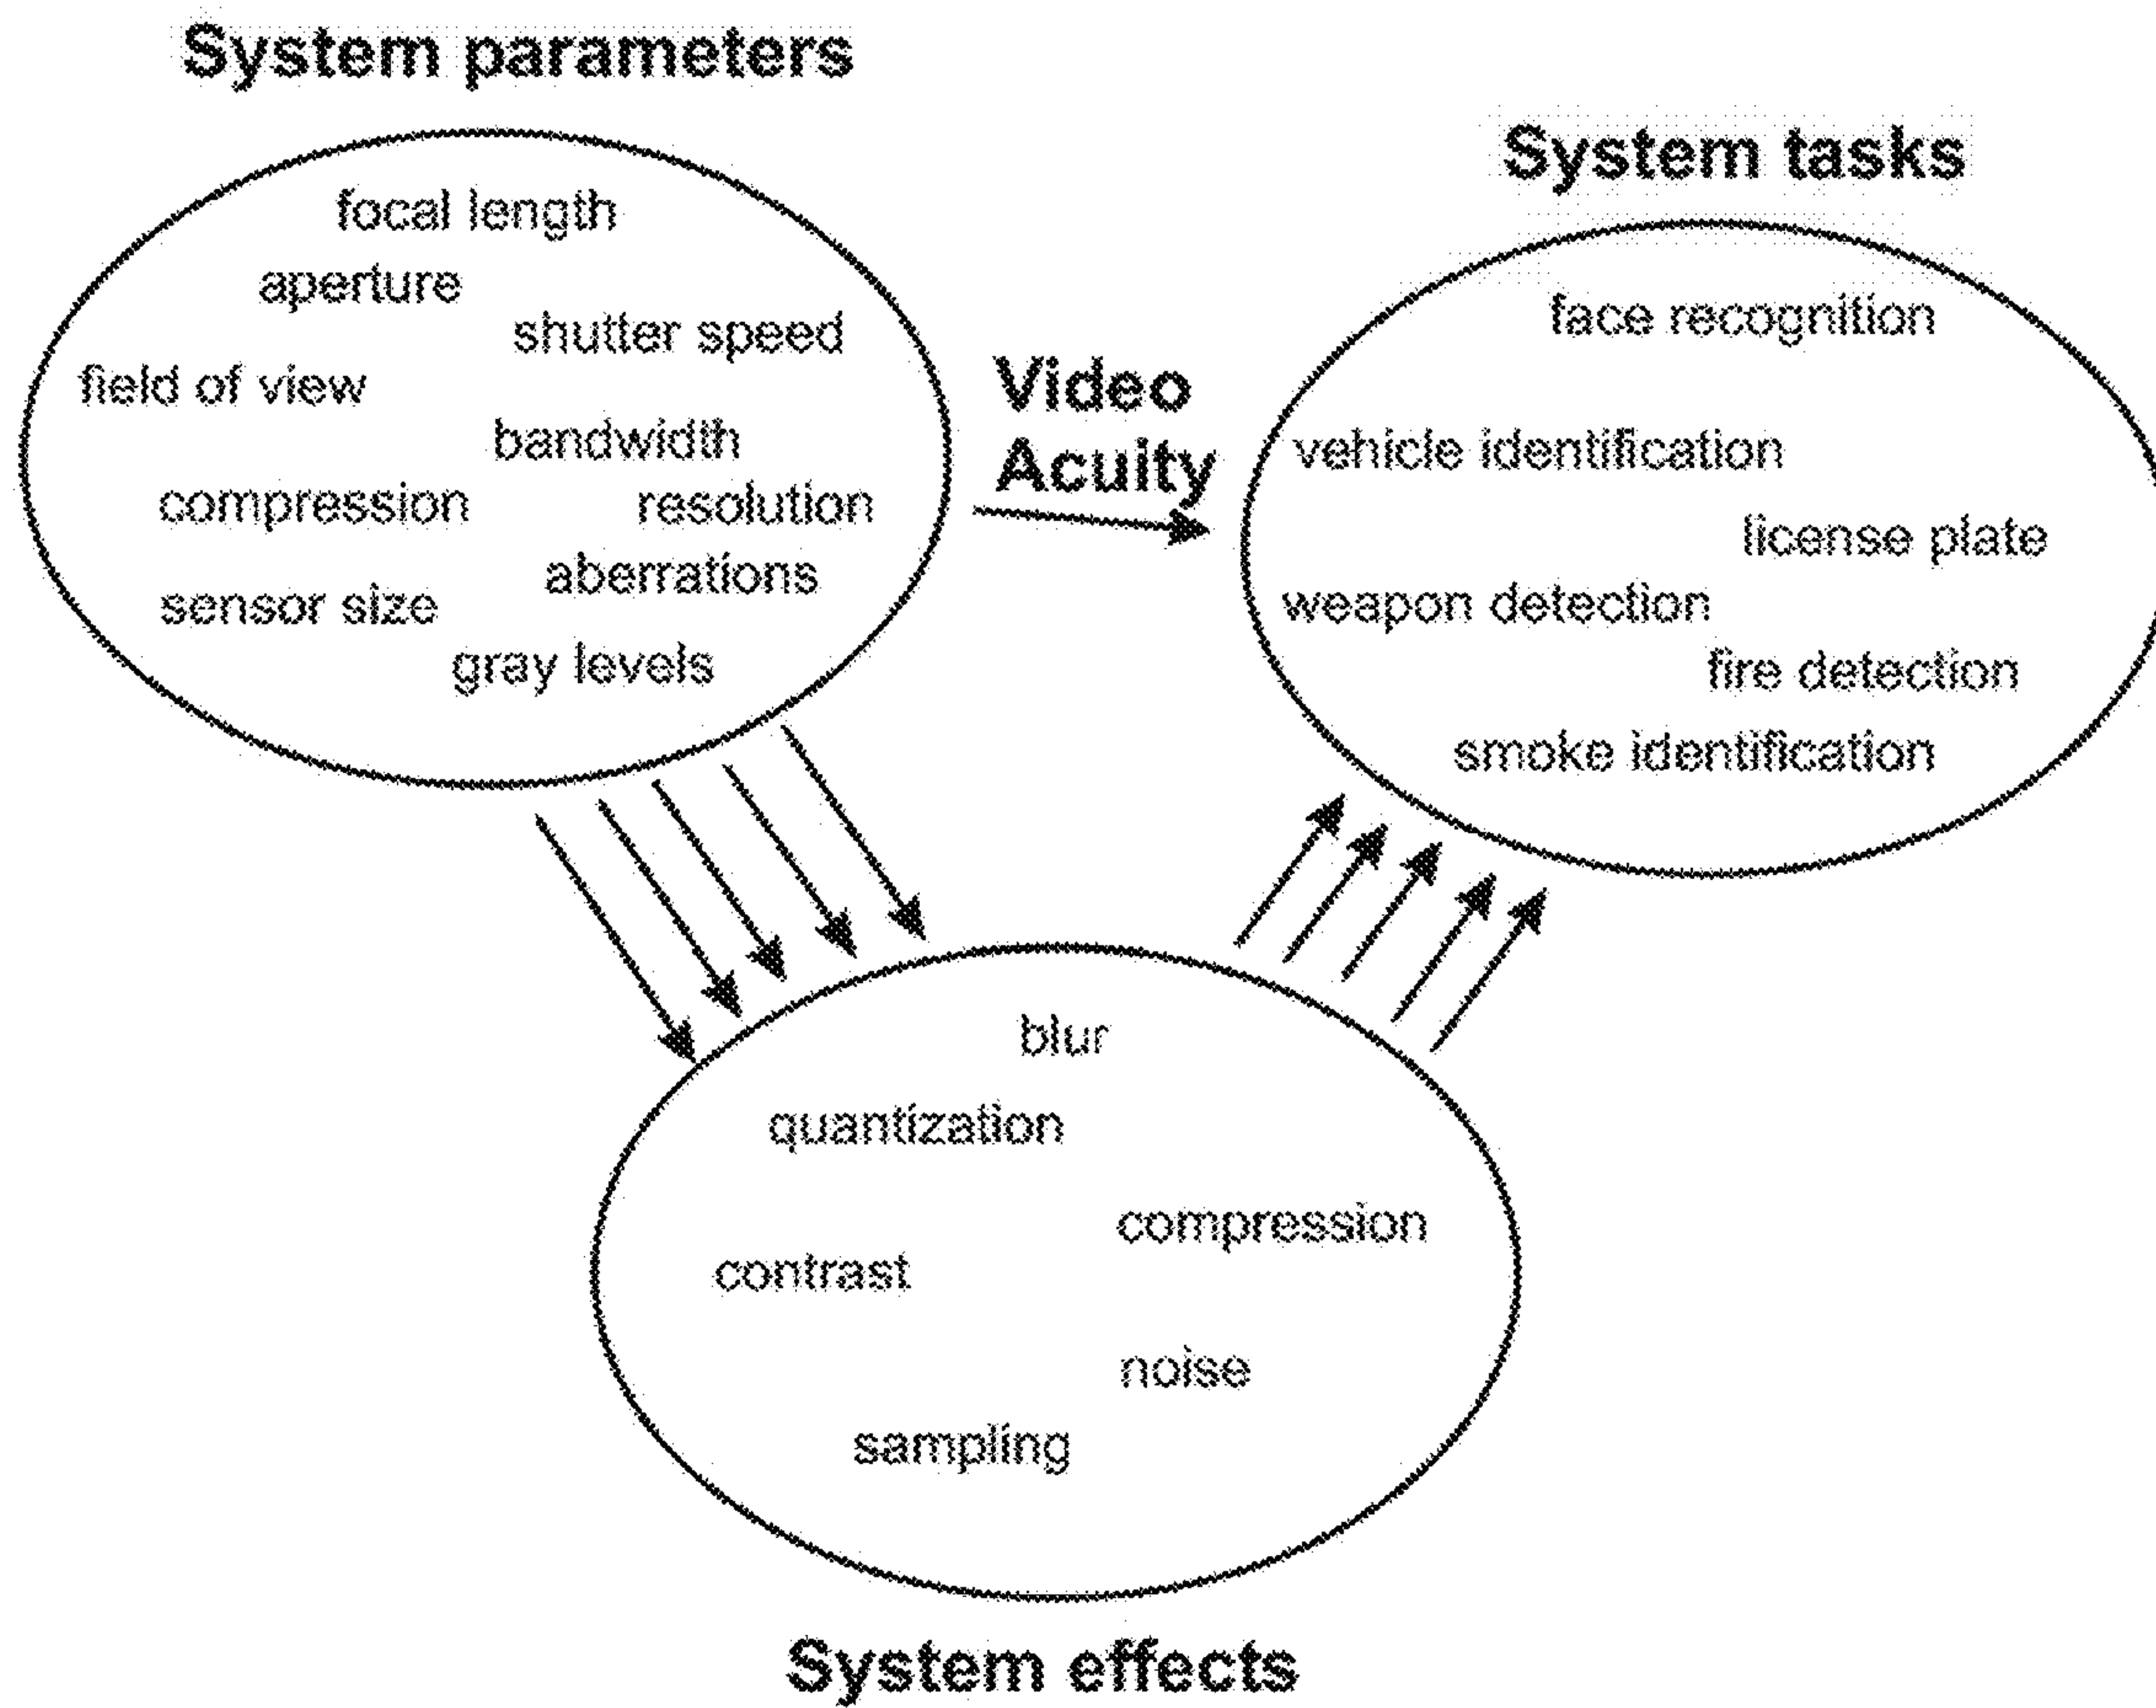 System parameters
focal length
aperture
shutter speed
field of view
bandwidth
compression
resolution
aberrations
sensor size
gray levels
Video
Acuity
System tasks
face recognition
vehicle identification
license plate
weapon detection
fire detection
smoke identification
blur
quantization
compression
contrast
noise
sampling
System effects